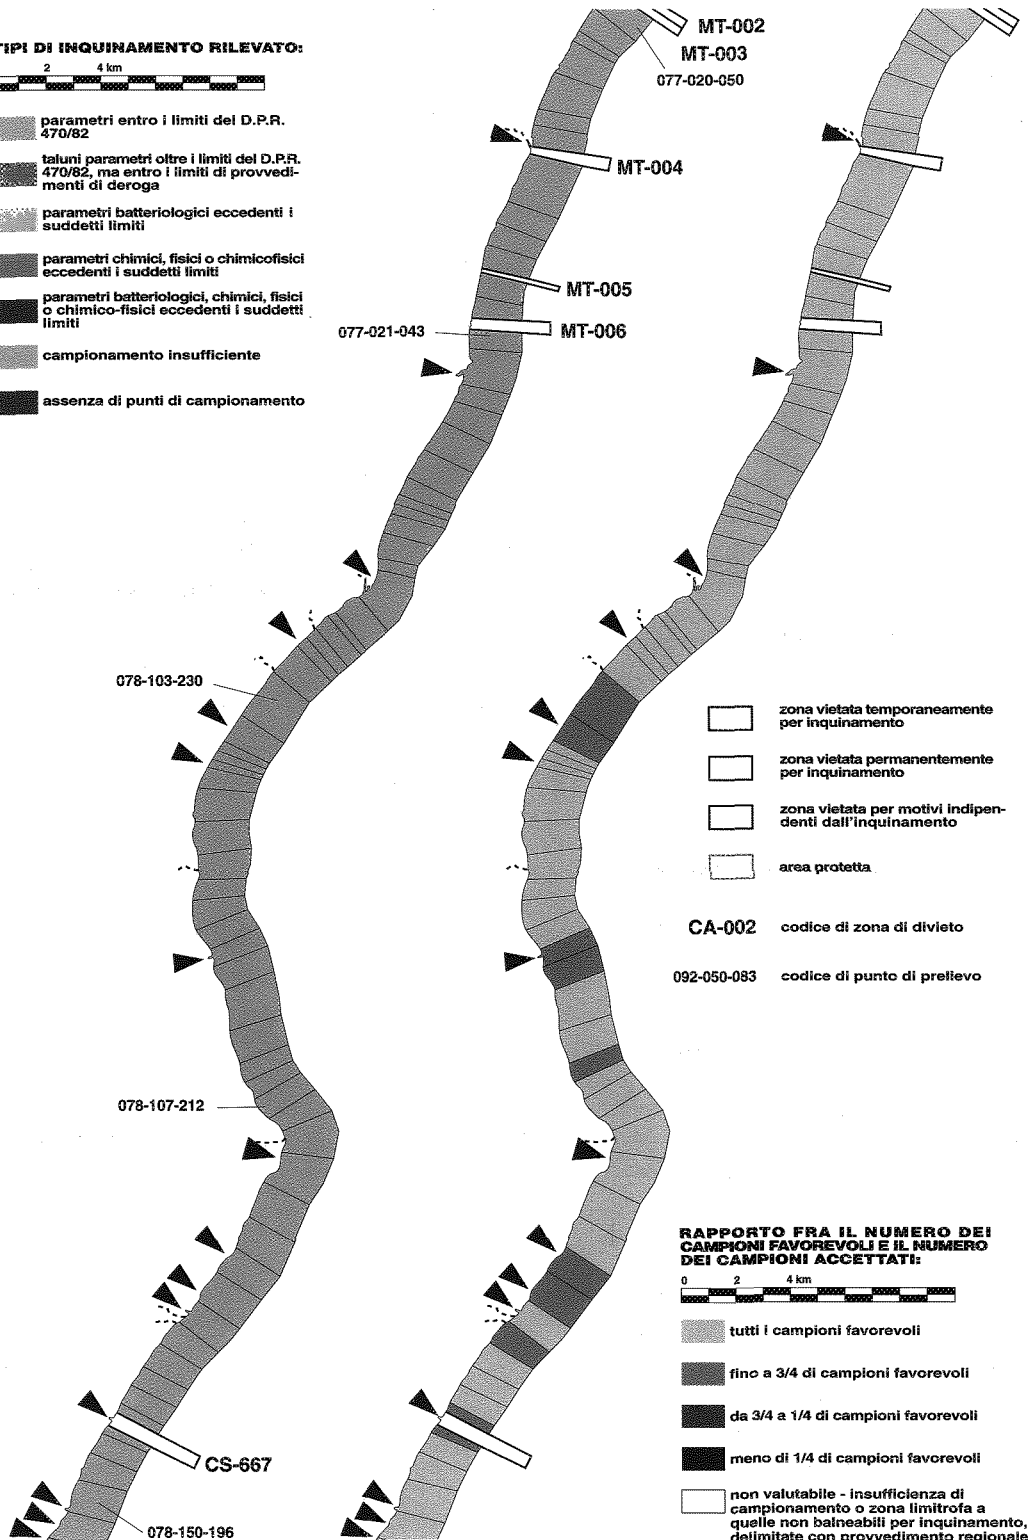 TIPI DI INQUINAMENTO RILEVATO:
2 4 km
parametri entro i limiti del D.P.R.
470/82
taluni parametri oltre i limiti del D.P.R.
470/82, ma entro i limiti di provvedi-
menti di deroga
parametri batteriologici eccedenti i
suddetti limiti
parametri chimici, fisici o chimicofisici
eccedenti i suddetti limiti
parametri batteriologici, chimici, fisici
o chimico-fisici eccedenti i suddetti
limiti
campionamento insufficiente
assenza di punti di campionamento
MT-002
MT-003
077-020-050
MT-004
MT-005
077-021-043
MT-006
078-103-230
078-107-212
CS-667
078-150-196
zona vietata temporaneamente
per inquinamento
zona vietata permanentemente
per inquinamento
zona vietata per motivi indipen-
denti dall'inquinamento
area protetta
CA-002 codice di zona di divieto
092-050-083 codice di punto di prelievo
RAPPORTO FRA IL NUMERO DEI
CAMPIONI FAVOREVOLI E IL NUMERO
DEI CAMPIONI ACCETTATI:
0 2 4 km
tutti i campioni favorevoli
fino a 3/4 di campioni favorevoli
da 3/4 a 1/4 di campioni favorevoli
meno di 1/4 di campioni favorevoli
non valutabile - insufficienza di
campionamento o zona limitrofa a
quelle non balneabili per inquinamento,
delimitate con provvedimento regionale